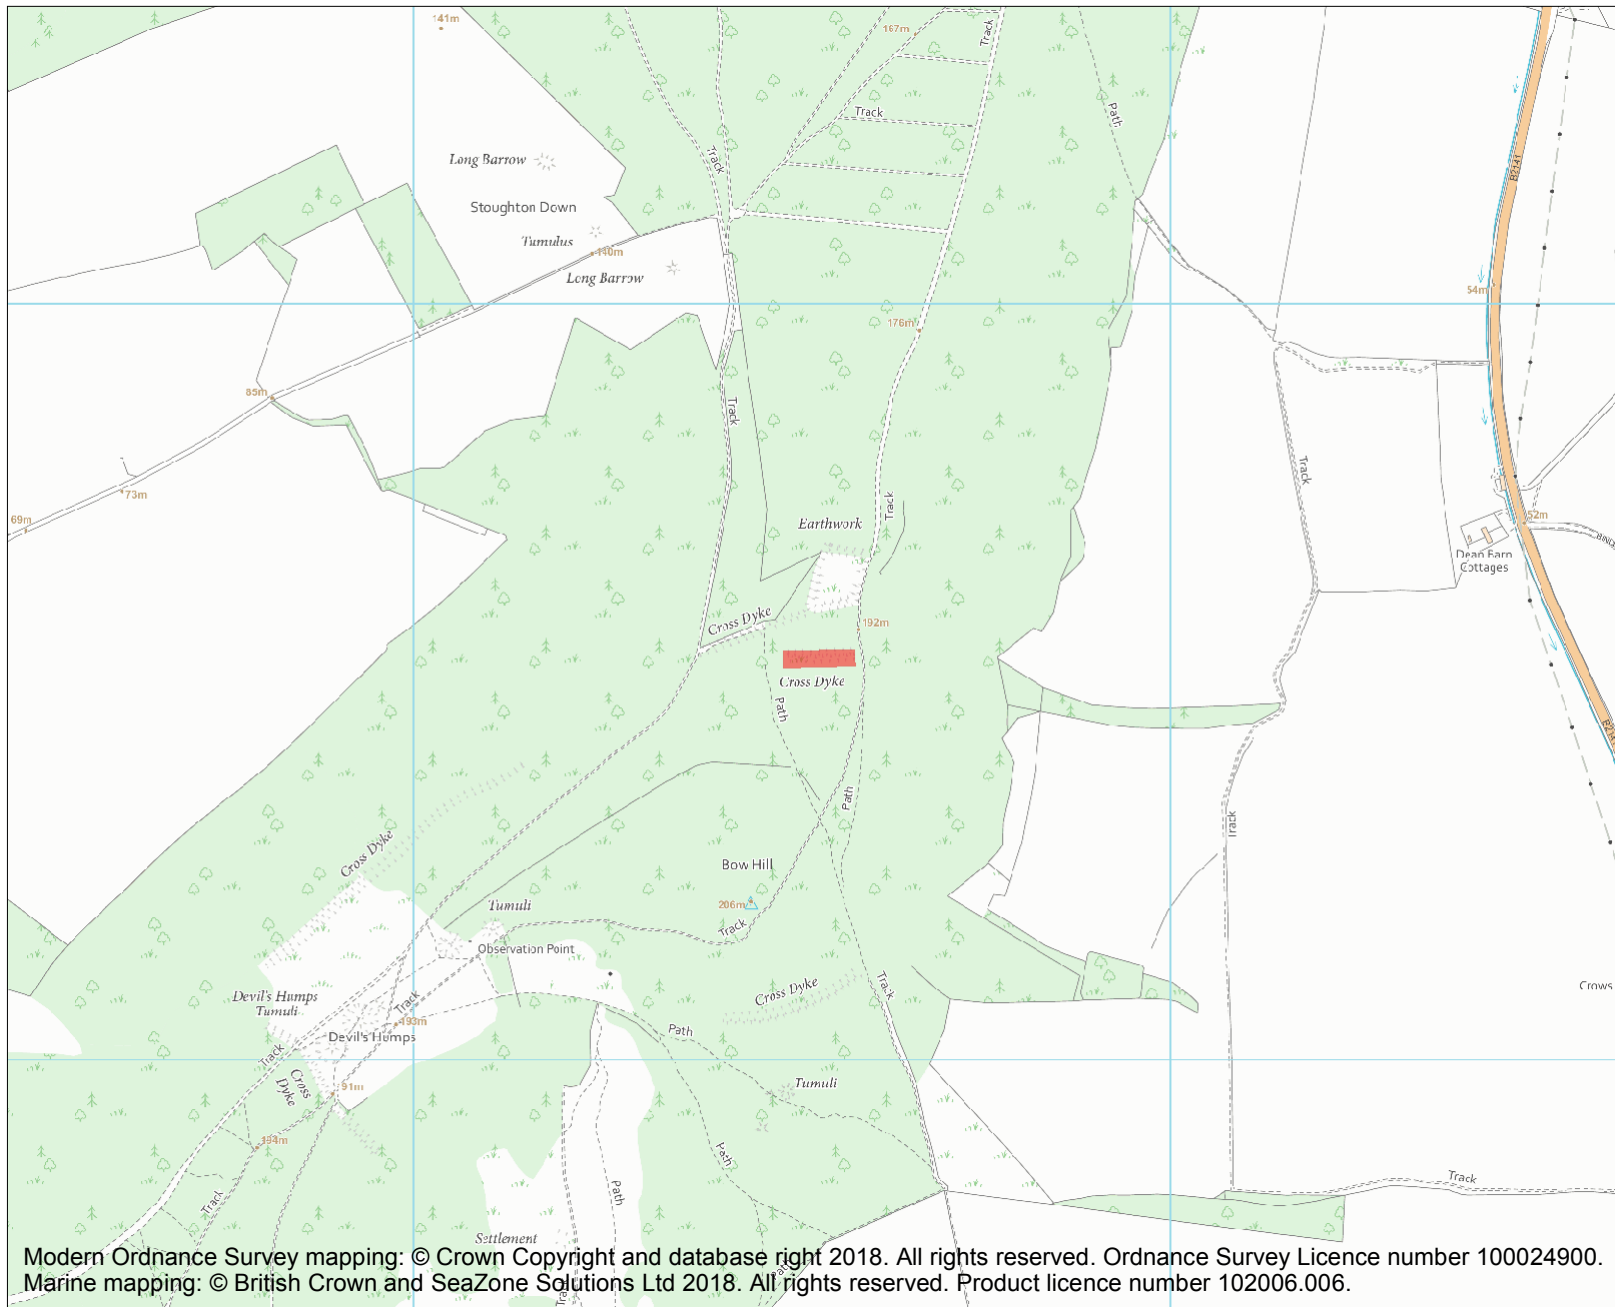 141m
167m
Track
Track
Path
Track
B2141
Long Barrow
Stoughton Down
Tumulus
140m
Long Barrow
54m
176m
85m
Track
Track
73m
69m
Track
Earthwork
52m
Dean Barn
Cottages
Cross Dyke
192m
Cross Dyke
Path
Path
Track
Cross Dyke
Bow Hill
206m
Track
Tumuli
Observation Point
Cross Dyke
Track
Crows
Devil's Humps
Tumuli
Track
193m
Devil's Humps
Path
Track
Cross
Dyke
91m
Tumuli
194m
Path
Track
Path
Track
Settlement
Path
Track
Modern Ordnance Survey mapping: © Crown Copyright and database right 2018. All rights reserved. Ordnance Survey Licence number 100024900.
Marine mapping: © British Crown and SeaZone Solutions Ltd 2018. All rights reserved. Product licence number 102006.006.